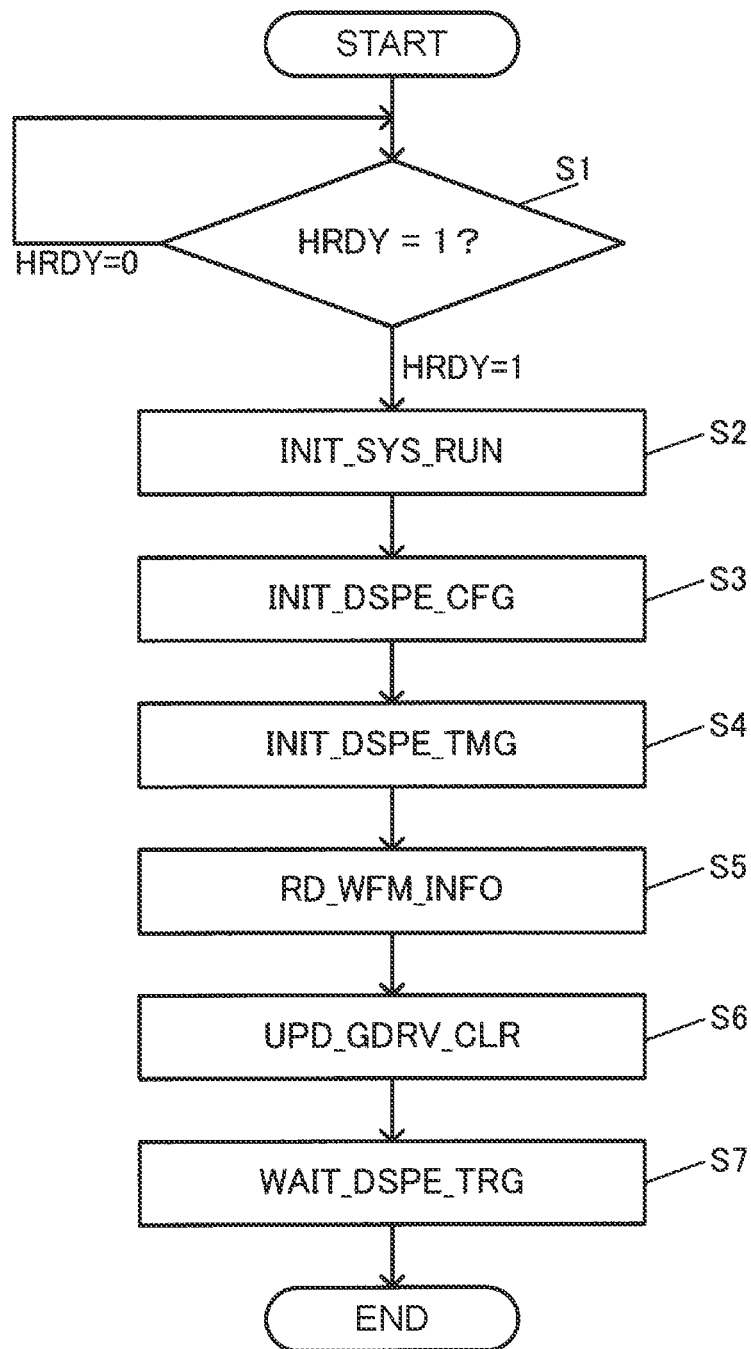 START
S1
HRDY = 1 ?
HRDY=0
HRDY=1
INIT_SYS_RUN
S2
INIT_DSPE_CFG
S3
INIT_DSPE_TMG
S4
RD_WFM_INFO
S5
UPD_GDRV_CLR
S6
WAIT_DSPE_TRG
S7
END